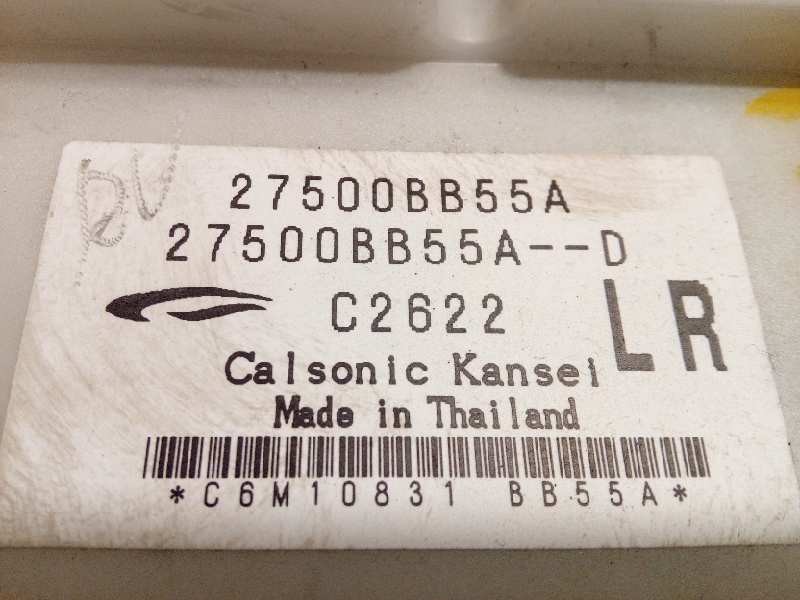 27500BB55A
27500BB55A--D
C2622 LR
Calsonic Kansei
Made in Thailand
*C6M10831 BB55A*